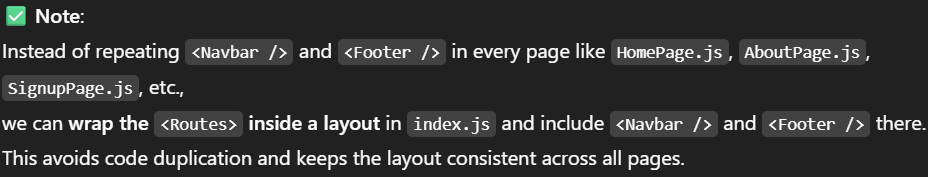 ✅ Note:
Instead of repeating <Navbar /> and <Footer /> in every page like HomePage.js, AboutPage.js,
SignupPage.js, etc.,
we can wrap the <Routes> inside a layout in index.js and include <Navbar /> and <Footer /> there.
This avoids code duplication and keeps the layout consistent across all pages.